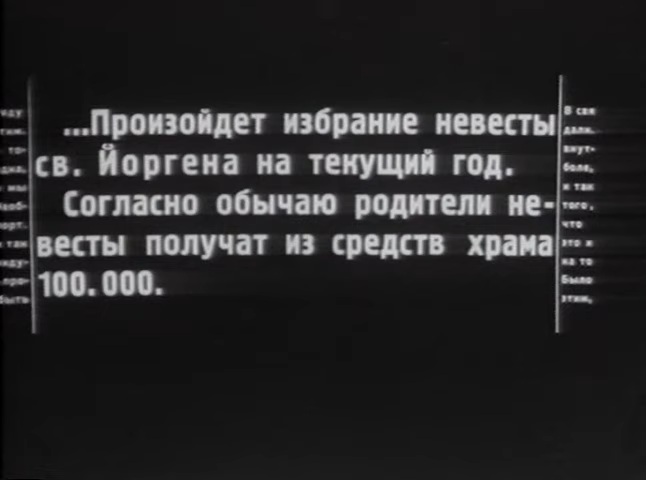 ...Произойдет избрание невесты
св. Йоргена на текущий год.
Согласно обычаю родители не-
весты получат из средств храма
100.000.